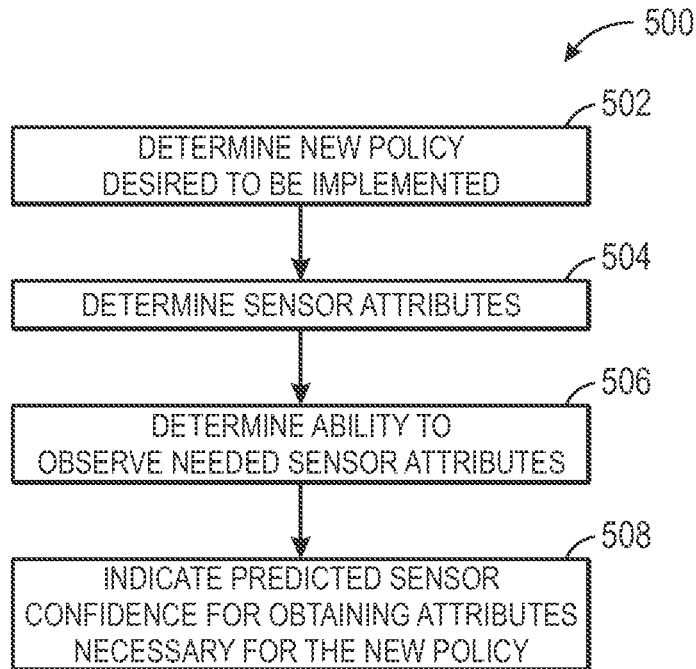 500
502
DETERMINE NEW POLICY
DESIRED TO BE IMPLEMENTED
504
DETERMINE SENSOR ATTRIBUTES
506
DETERMINE ABILITY TO
OBSERVE NEEDED SENSOR ATTRIBUTES
508
INDICATE PREDICTED SENSOR
CONFIDENCE FOR OBTAINING ATTRIBUTES
NECESSARY FOR THE NEW POLICY